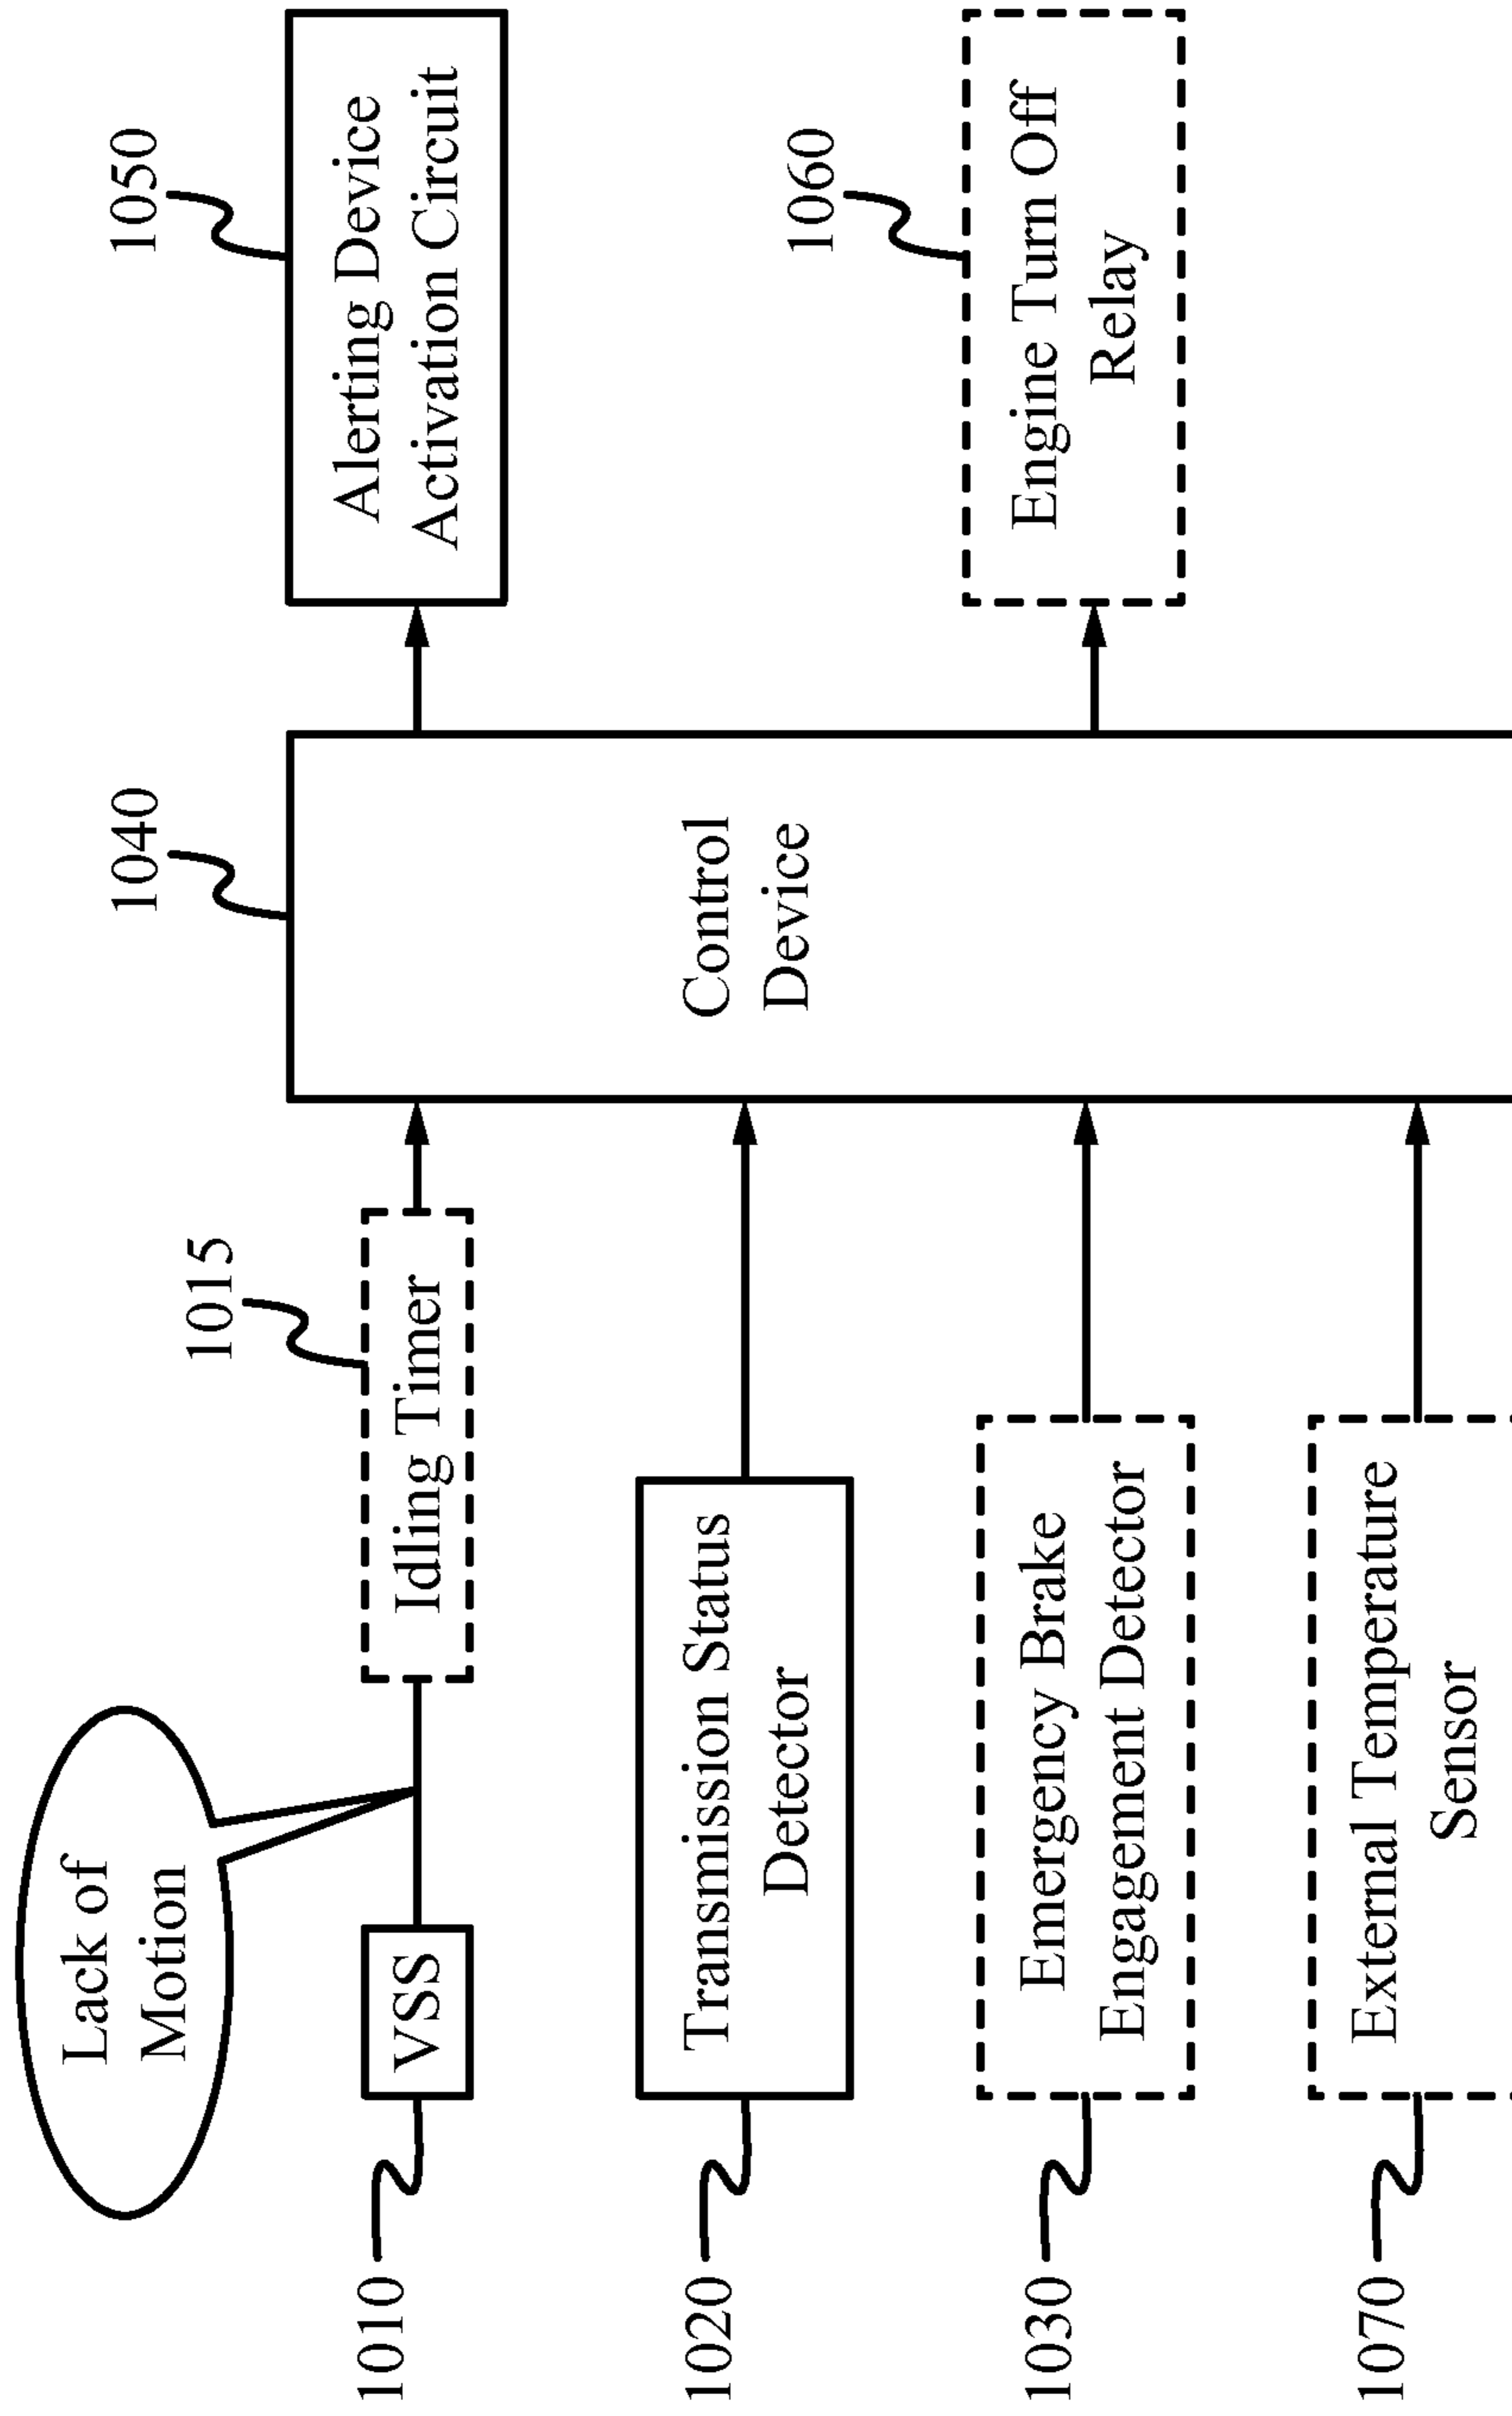 Lack of
Motion
1010
VSS
1015
Idling Timer
1040
Control
Device
1050
Alerting Device
Activation Circuit
1020
Transmission Status
Detector
1060
Engine Turn Off
Relay
1030
Emergency Brake
Engagement Detector
1070
External Temperature
Sensor